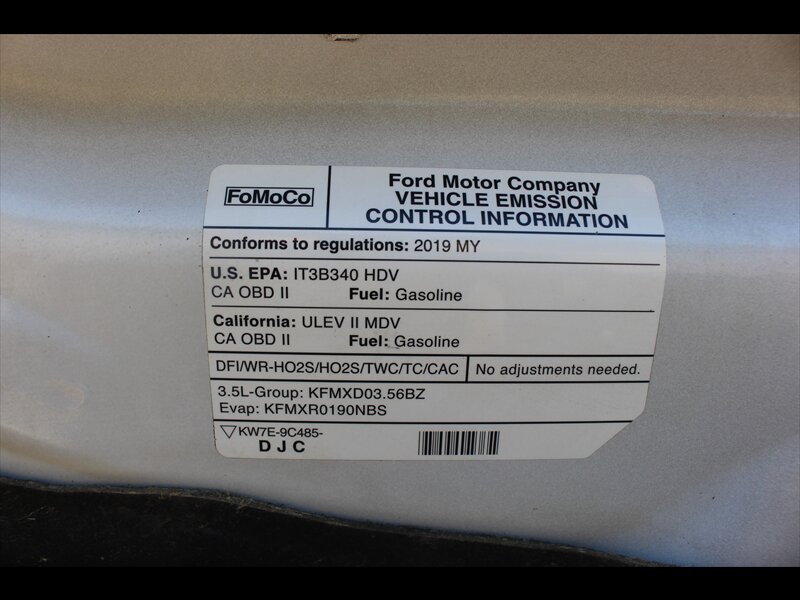 FoMoCo
Ford Motor Company
VEHICLE EMISSION
CONTROL INFORMATION
Conforms to regulations: 2019 MY
U.S. EPA: IT3B340 HDV
CA OBD II Fuel: Gasoline
California: ULEV II MDV
CA OBD II Fuel: Gasoline
DFI/WR-HO2S/HO2S/TWC/TC/CAC No adjustments needed.
3.5L-Group: KFMXD03.56BZ
Evap: KFMXR0190NBS
KW7E-9C485-
D J C